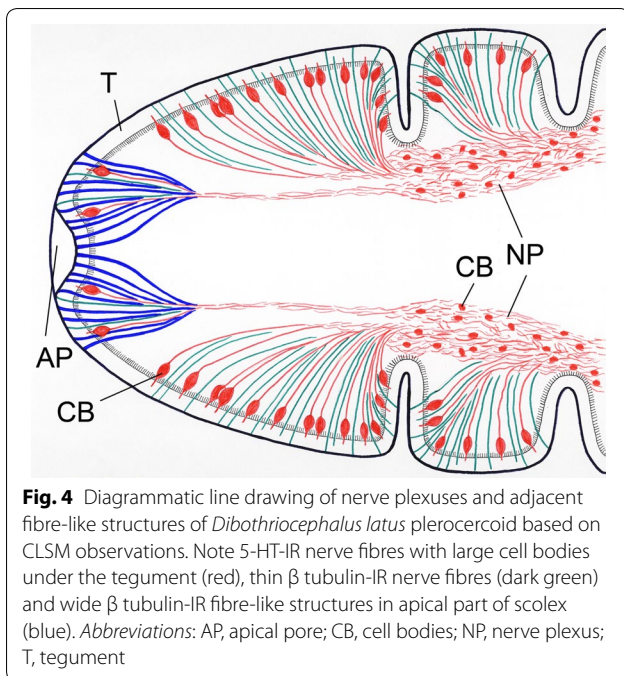 T
AP
CB
CB
NP
Fig. 4 Diagrammatic line drawing of nerve plexuses and adjacent
fibre-like structures of Dibothriocephalus latus plerocercoid based on
CLSM observations. Note 5-HT-IR nerve fibres with large cell bodies
under the tegument (red), thin β tubulin-IR nerve fibres (dark green)
and wide β tubulin-IR fibre-like structures in apical part of scolex
(blue). Abbreviations: AP, apical pore; CB, cell bodies; NP, nerve plexus;
T, tegument